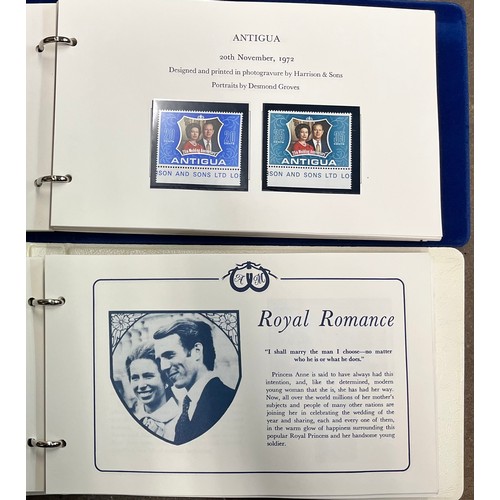 ANTIGUA
20th November, 1972
Designed and printed in photogravure by Harrison & Sons
Portraits by Desmond Groves
ANTIGUA
ANTIGUA
SON AND SONS LTD LO
SON AND SONS LTD LO
Royal Romance
"I shall marry the man I choose—no matter
who he is or what he does."
Princess Anne is said to have always had this
intention, and, like the determined, modern
young woman that she is, she has had her way.
Now, all over the world millions of her mother's
subjects and people of many other nations are
joining her in celebrating the wedding of the
year and sharing, each and every one of them,
in the warm glow of happiness surrounding this
popular Royal Princess and her handsome young
soldier.